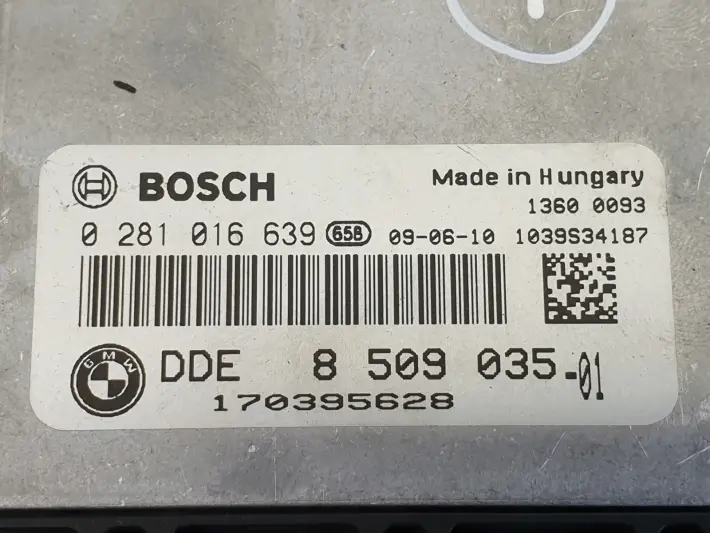 BOSCH
Made in Hungary
1360 0093
0 281 016 639 658 09-06-10 1039S34187
BMW DDE 8 509 035-01
170395628